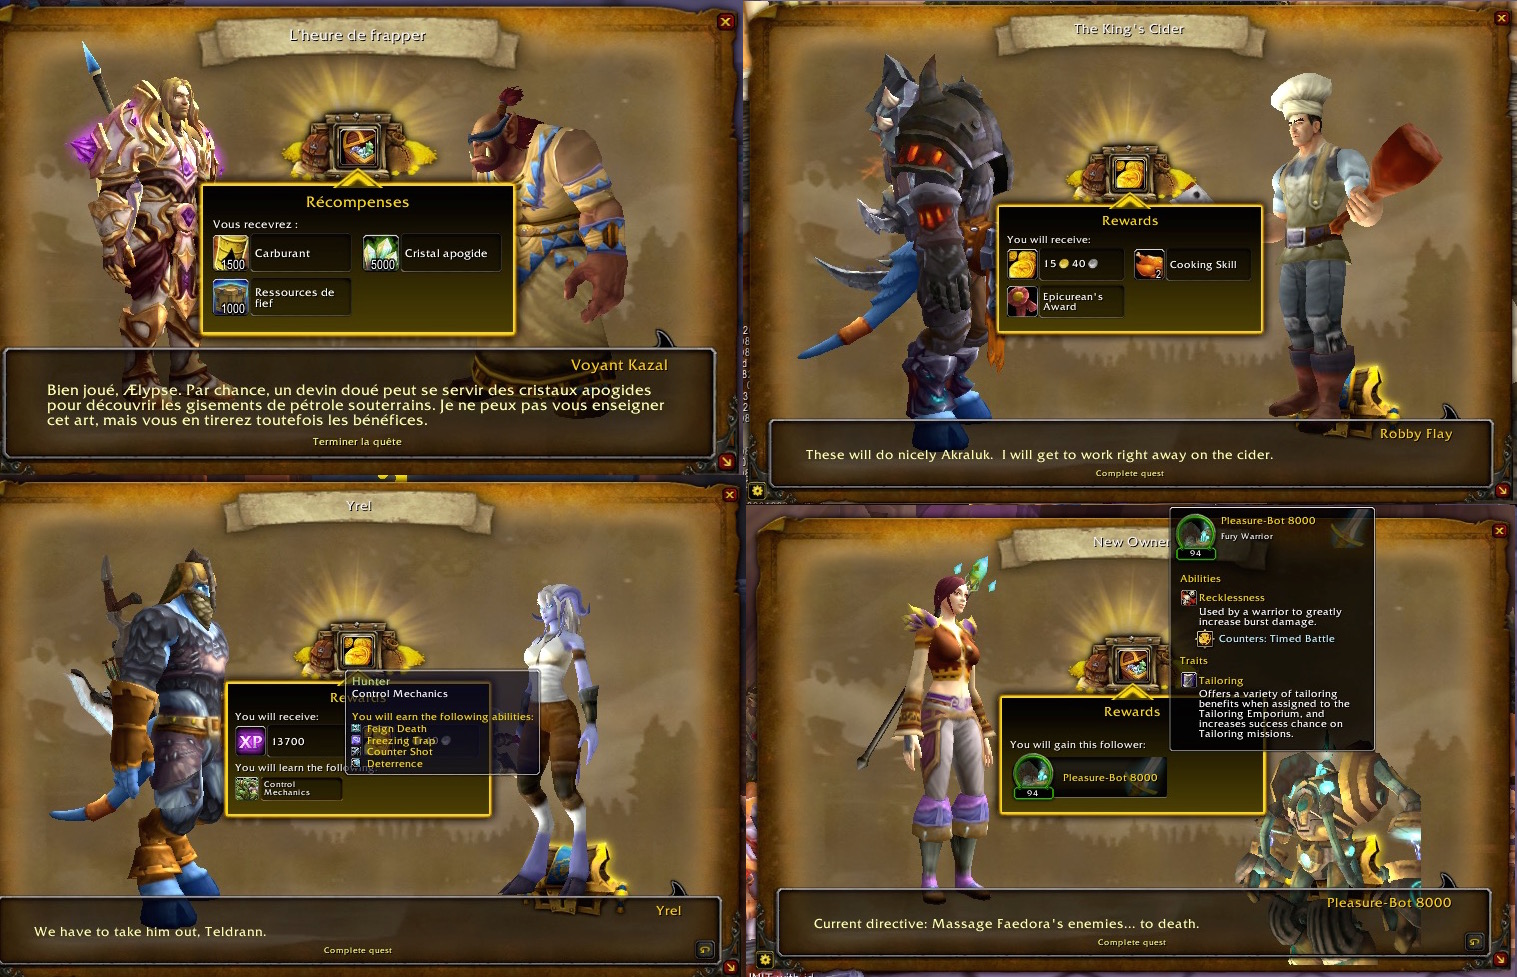 L'heure de frapper
Récompenses
Vous recevrez :
1500
Carburant
5000
Cristal apogide
1000
Ressources de
fief
Voyant Kazal
Bien joué, Ælypse. Par chance, un devin doué peut se servir des cristaux apogides
pour découvrir les gisements de pétrole souterrains. Je ne peux pas vous enseigner
cet art, mais vous en tirerez toutefois les bénéfices.
Terminer la quête
The King's Cider
Rewards
You will receive:
15 40
2
Cooking Skill
Epicurean's
Award
Robby Flay
These will do nicely Akraluk. I will get to work right away on the cider.
Complete quest
Yrel
Rewards
You will receive:
XP
13700
You will learn the following:
Control
Mechanics
Hunter
Control Mechanics
You will earn the following abilities:
Feign Death
Freezing Trap
Counter Shot
Deterrence
Yrel
We have to take him out, Teldrann.
Complete quest
New Owner
Pleasure-Bot 8000
Fury Warrior
94
Abilities
Recklessness
Used by a warrior to greatly
increase burst damage.
Counters: Timed Battle
Traits
Tailoring
Offers a variety of tailoring
benefits when assigned to the
Tailoring Emporium, and
increases success chance on
Tailoring missions.
Rewards
You will gain this follower:
94
Pleasure-Bot 8000
Pleasure-Bot 8000
Current directive: Massage Faedora's enemies... to death.
Complete quest